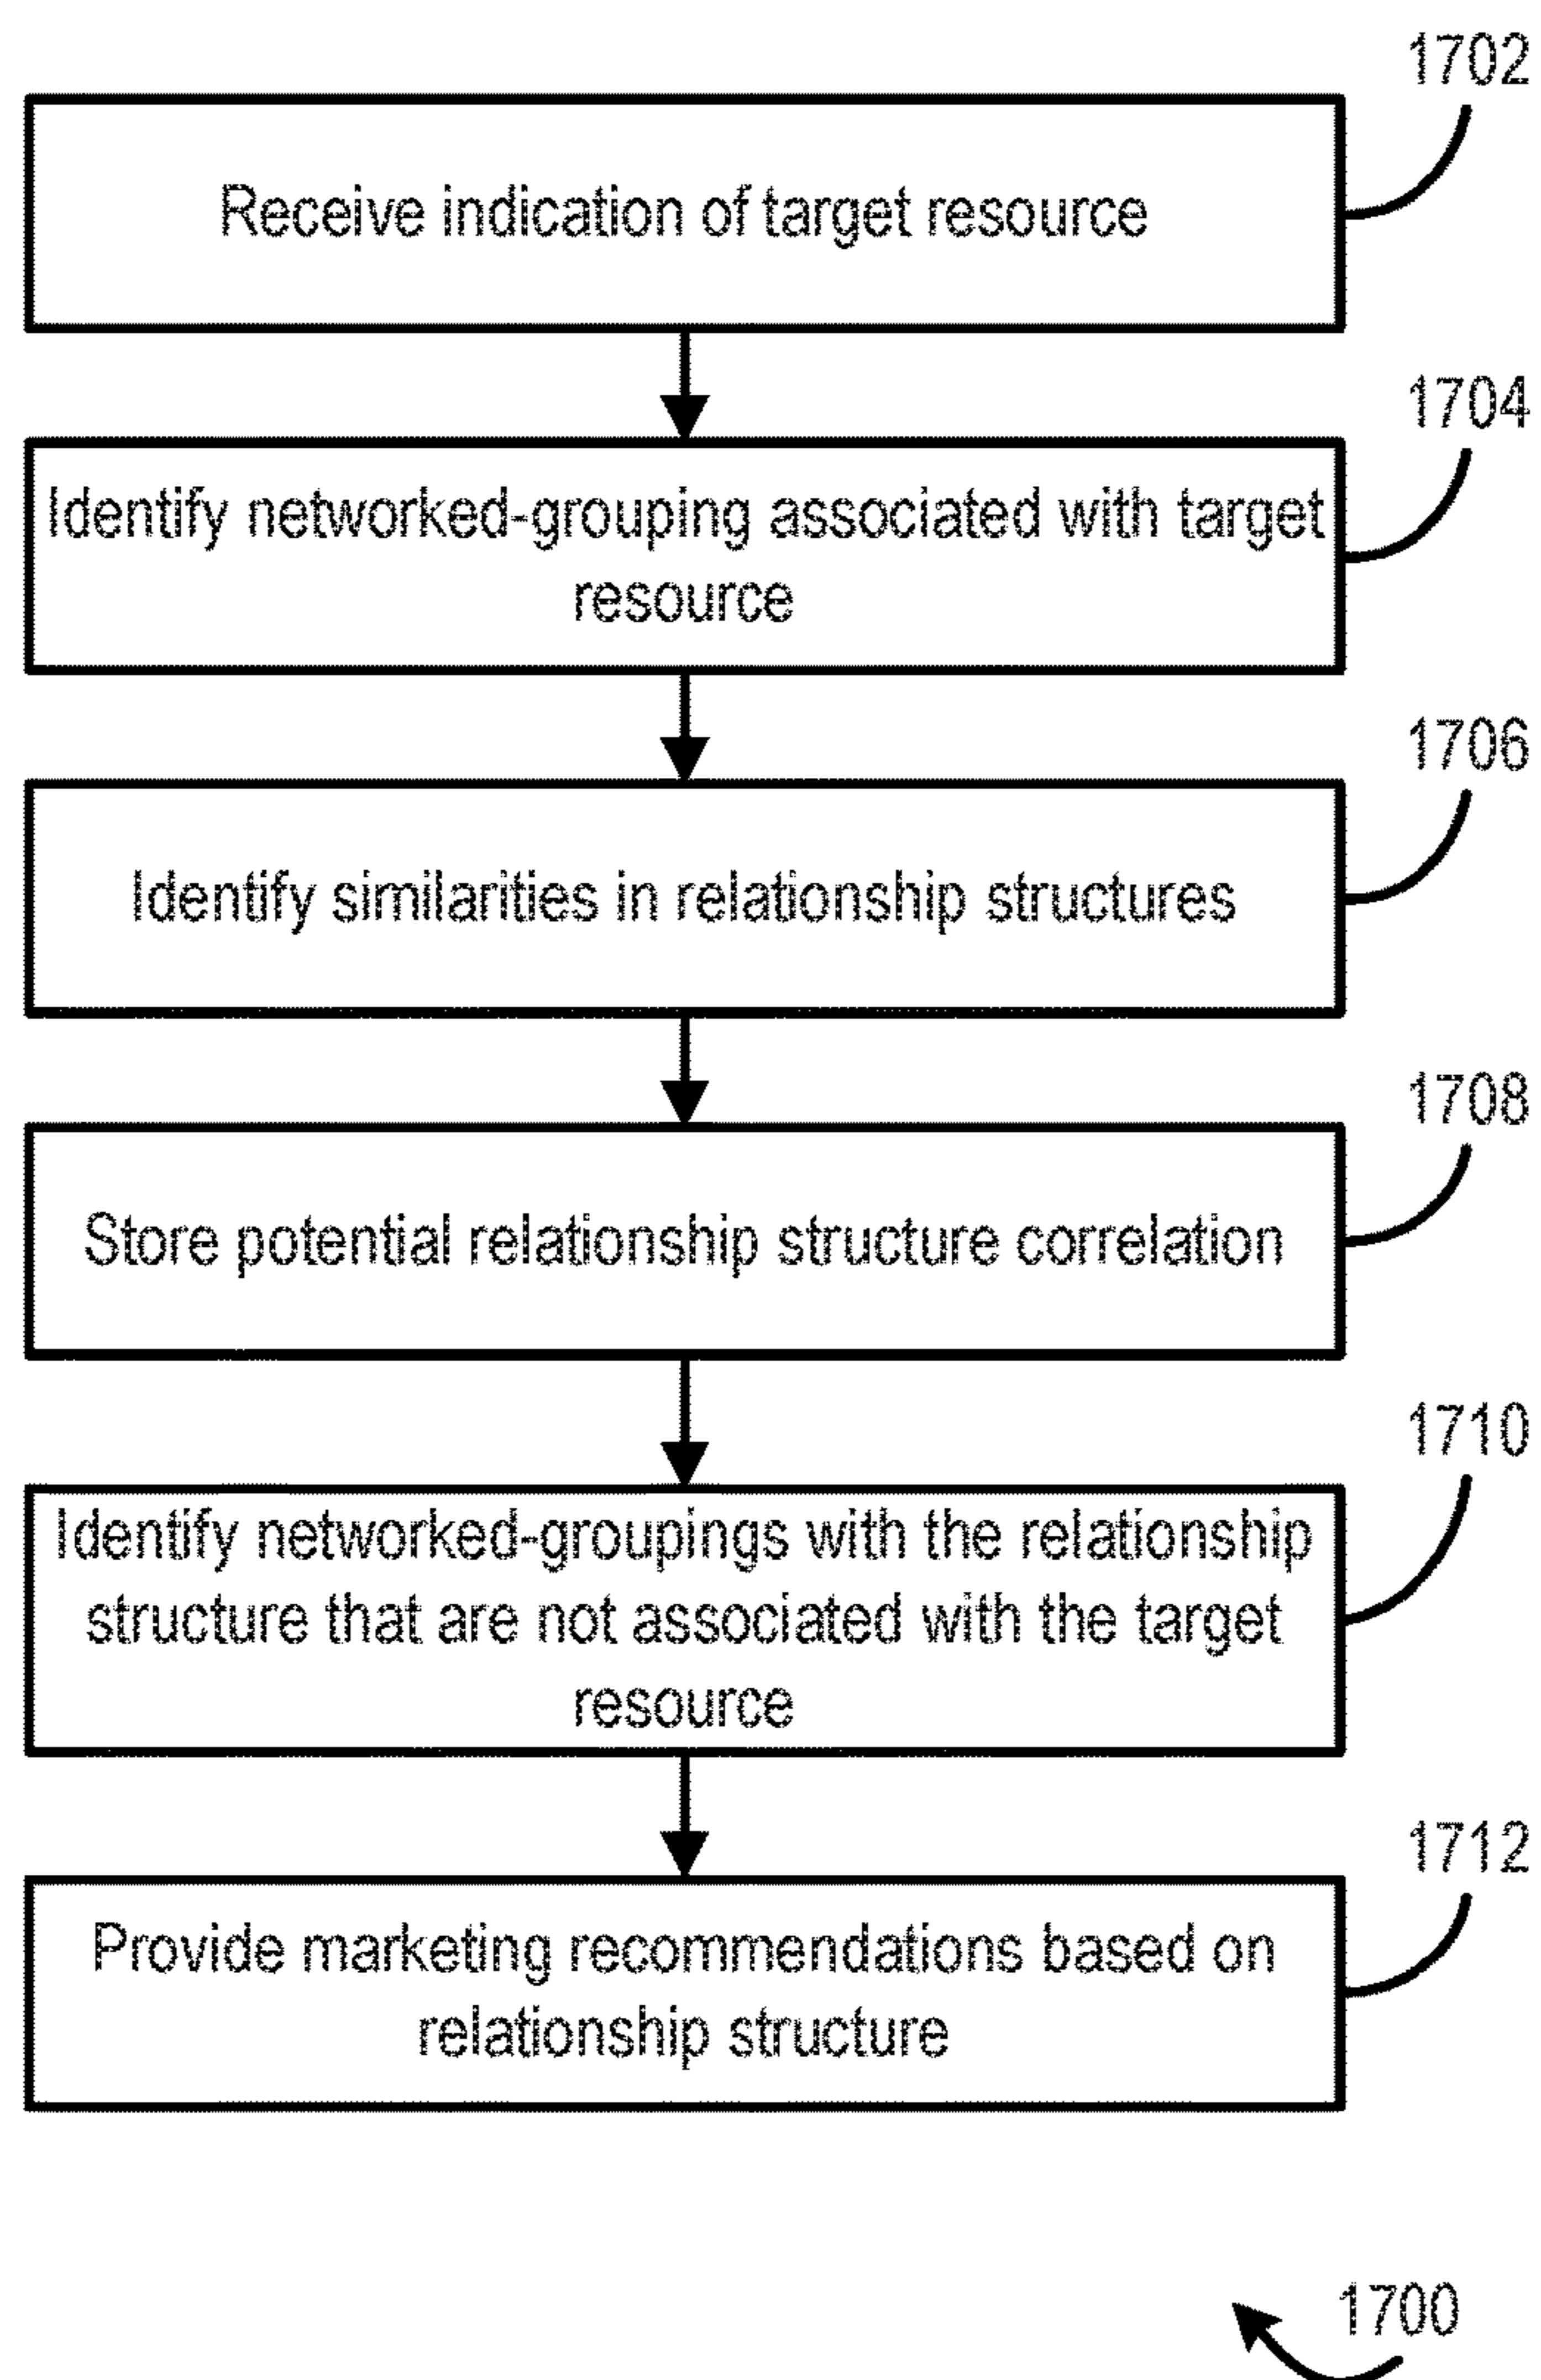 1702
Receive indication of target resource
1704
Identify networked-grouping associated with target
resource
1706
Identify similarities in relationship structures
1708
Store potential relationship structure correlation
1710
Identify networked-groupings with the relationship
structure that are not associated with the target
resource
1712
Provide marketing recommendations based on
relationship structure
1700